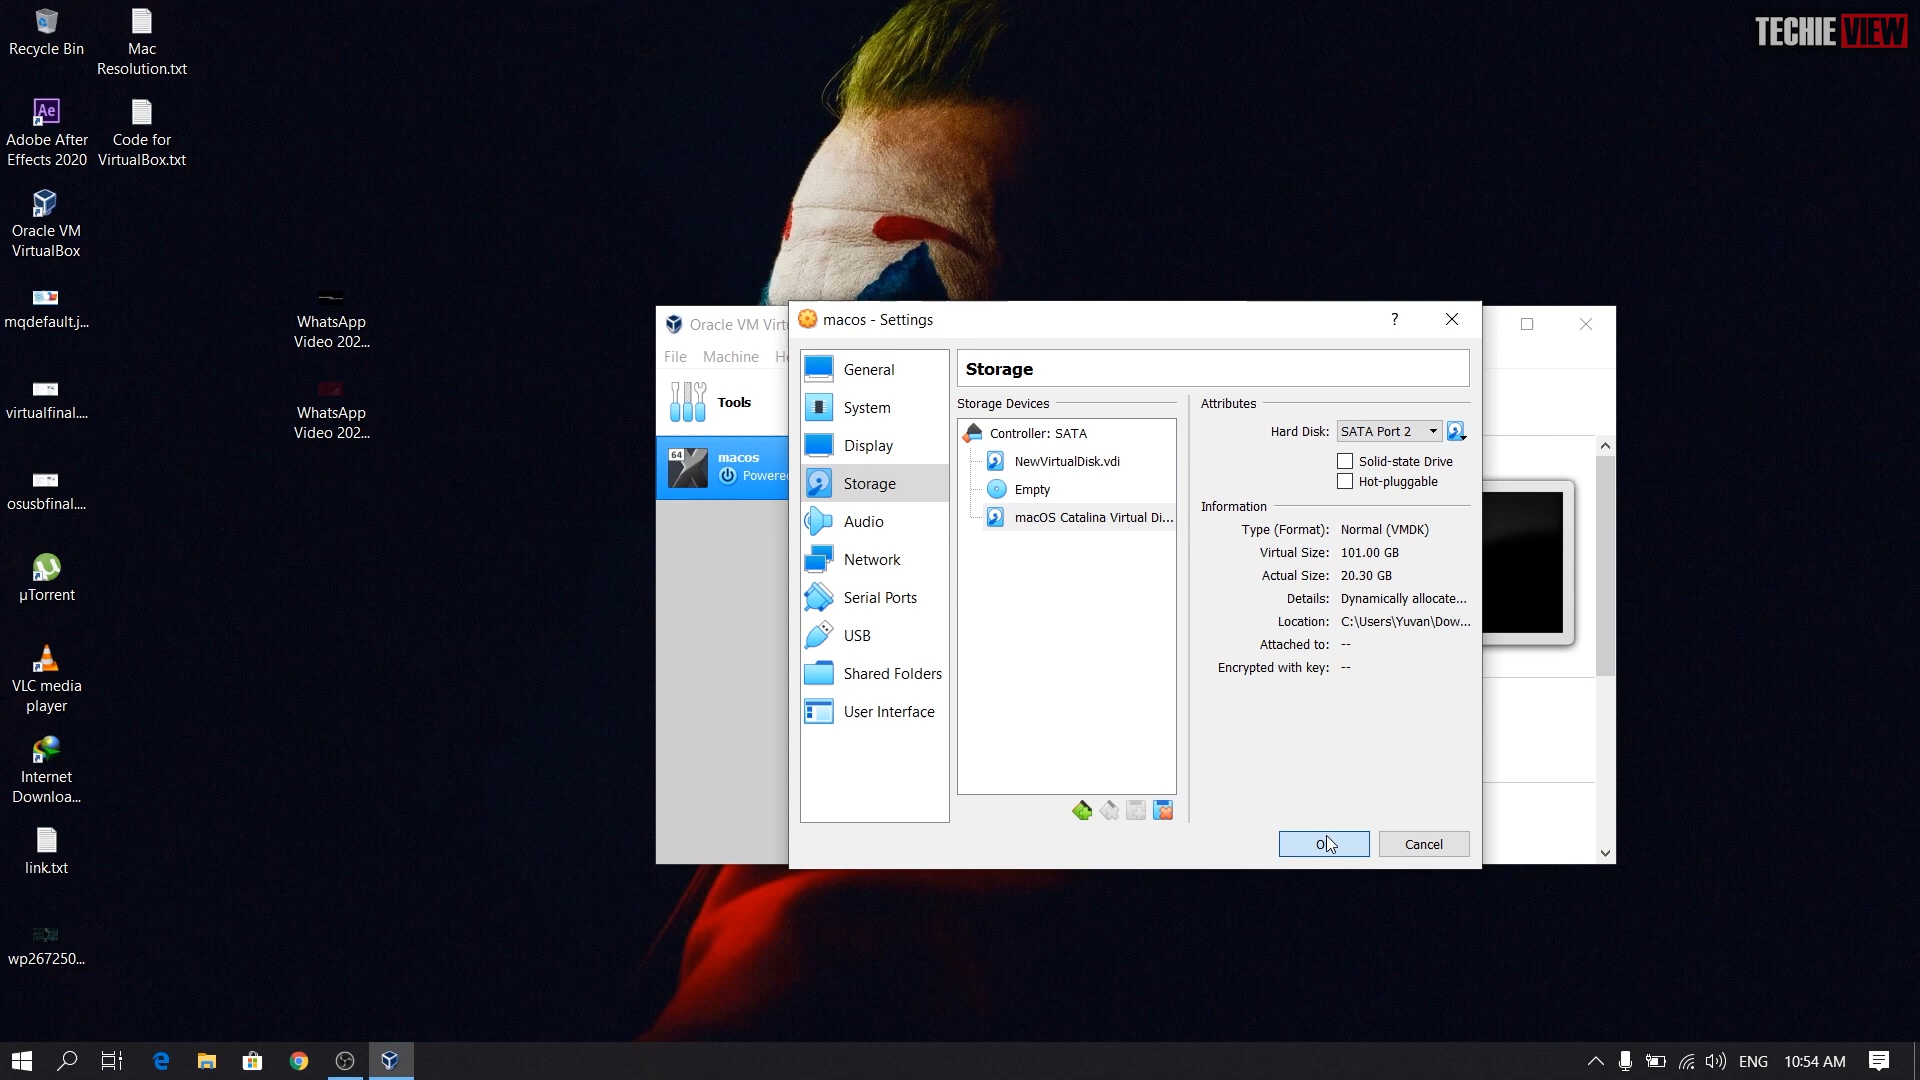 TECHIE VIEW
Recycle Bin
Mac
Resolution.txt
Adobe After
Effects 2020
Code for
VirtualBox.txt
Oracle VM
VirtualBox
mqdefault.j...
WhatsApp
Video 202...
virtualfinal....
WhatsApp
Video 202...
osusbfinal....
µTorrent
VLC media
player
Internet
Downloa...
link.txt
wp267250...
Oracle VM Virtu
File Machine He
Tools
64
macos
Powered
macos - Settings
?
General
System
Display
Storage
Audio
Network
Serial Ports
USB
Shared Folders
User Interface
Storage
Storage Devices
Controller: SATA
NewVirtualDisk.vdi
Empty
macOS Catalina Virtual Di...
Attributes
Hard Disk: SATA Port 2
Solid-state Drive
Hot-pluggable
Information
Type (Format): Normal (VMDK)
Virtual Size: 101.00 GB
Actual Size: 20.30 GB
Details: Dynamically allocate...
Location: C:\Users\Yuvan\Dow...
Attached to: --
Encrypted with key: --
Cancel
ENG 10:54 AM